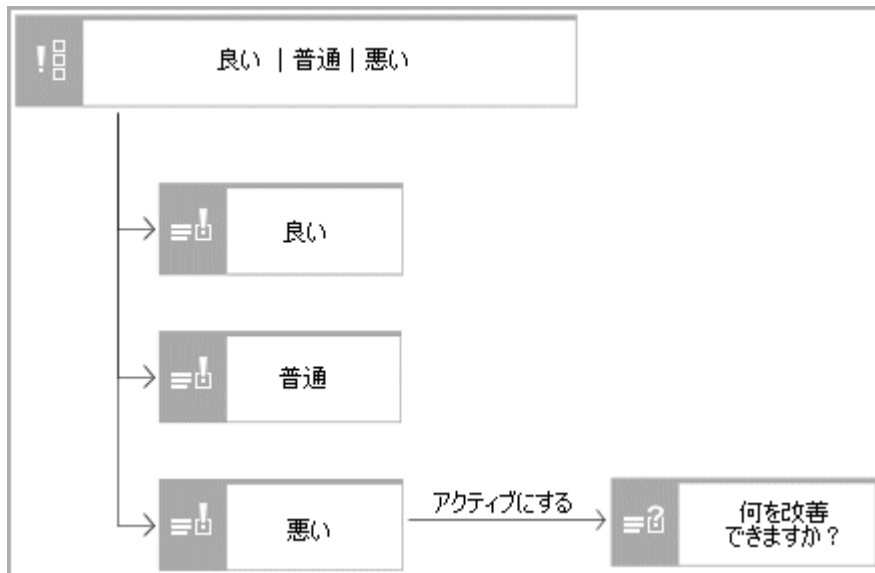 良い | 普通 | 悪い
良い
普通
悪い
アクティブにする
何を改善
できますか?